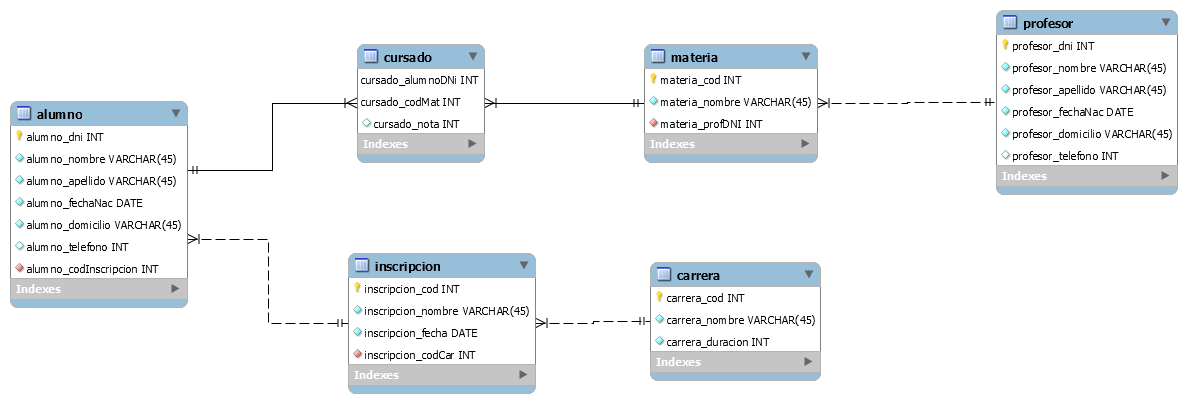 alumno
alumno_dni INT
alumno_nombre VARCHAR(45)
alumno_apellido VARCHAR(45)
alumno_fechaNac DATE
alumno_domicilio VARCHAR(45)
alumno_telefono INT
alumno_codInscripcion INT
Indexes
cursado
cursado_alumnoDNi INT
cursado_codMat INT
cursado_nota INT
Indexes
materia
materia_cod INT
materia_nombre VARCHAR(45)
materia_profDNI INT
Indexes
profesor
profesor_dni INT
profesor_nombre VARCHAR(45)
profesor_apellido VARCHAR(45)
profesor_fechaNac DATE
profesor_domicilio VARCHAR(45)
profesor_telefono INT
Indexes
inscripcion
inscripcion_cod INT
inscripcion_nombre VARCHAR(45)
inscripcion_fecha DATE
inscripcion_codCar INT
Indexes
carrera
carrera_cod INT
carrera_nombre VARCHAR(45)
carrera_duracion INT
Indexes